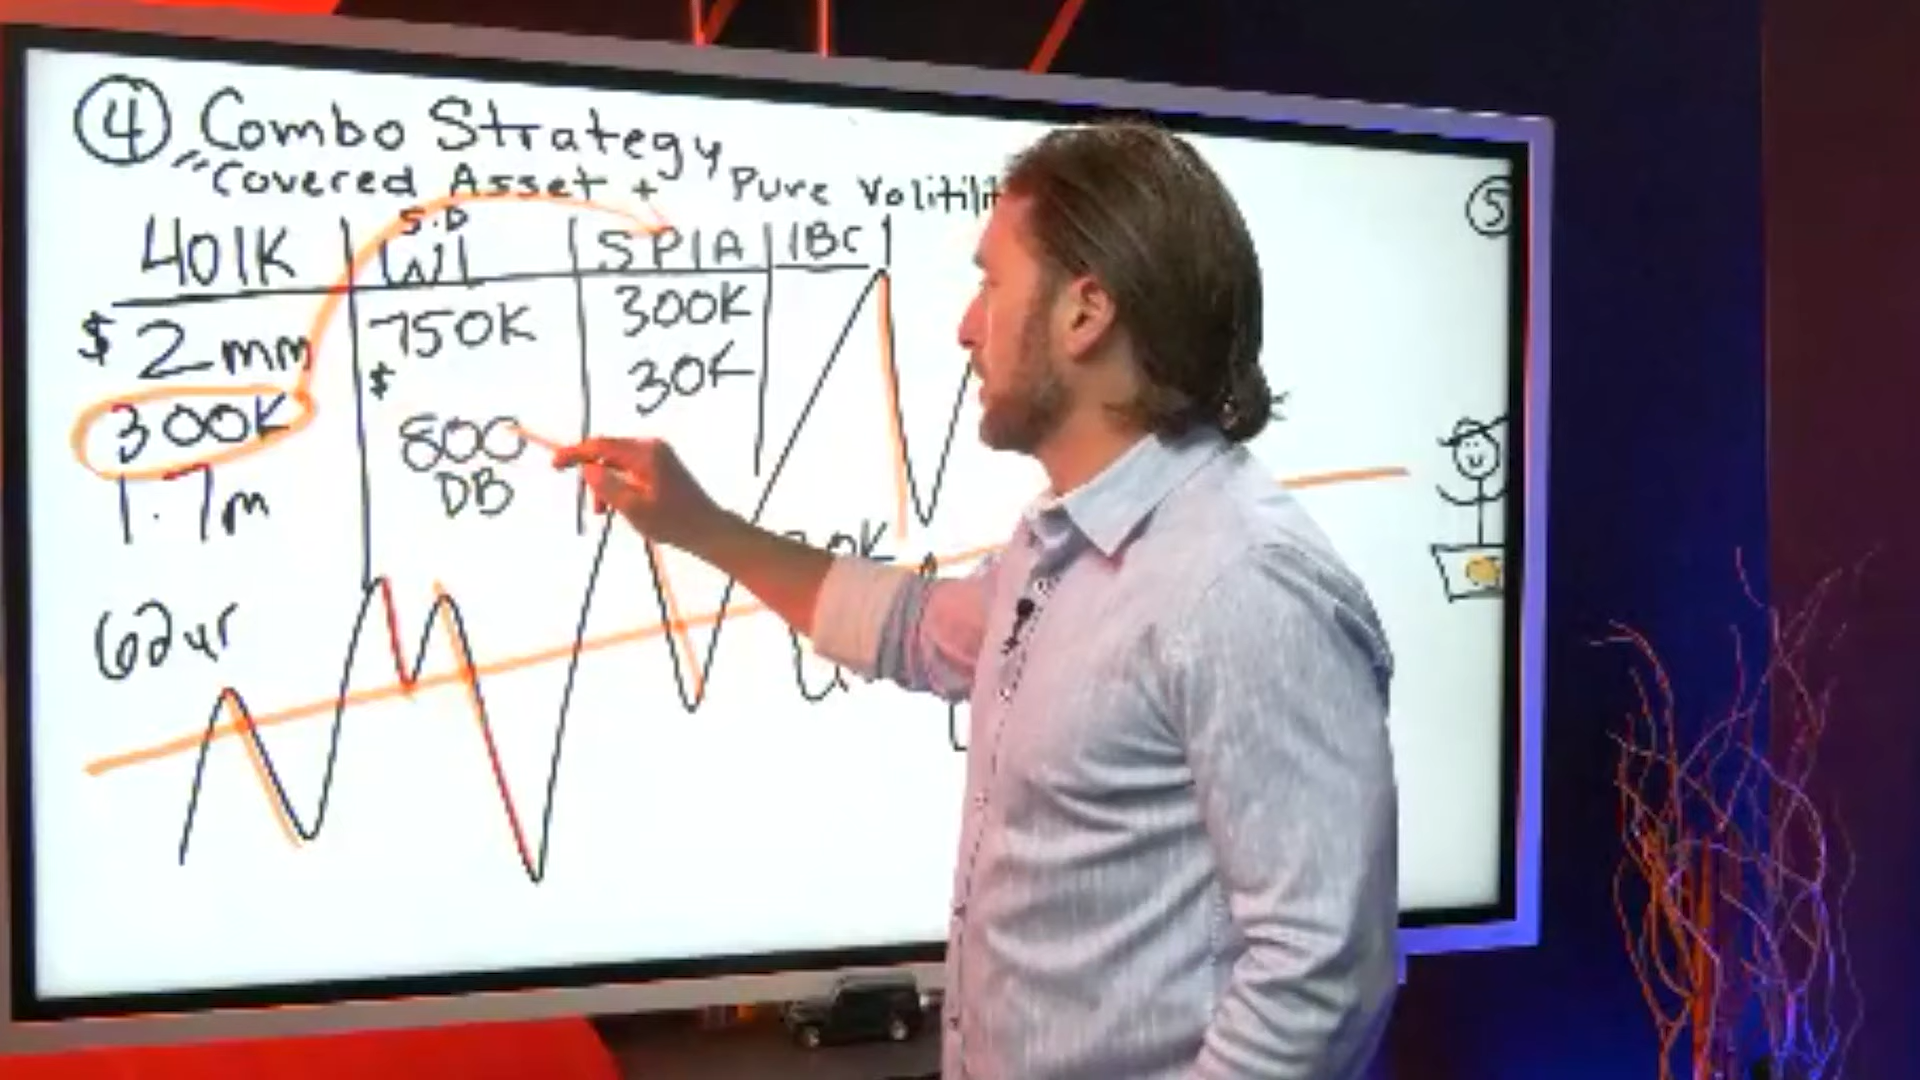 ④ Combo Strategy
"Covered Asset + Pure Volitilit
401K S.D WL SPIA IBC
$2mm 750K 300K
$ 30K
300K 800
1.7m DB
62yr
⑤